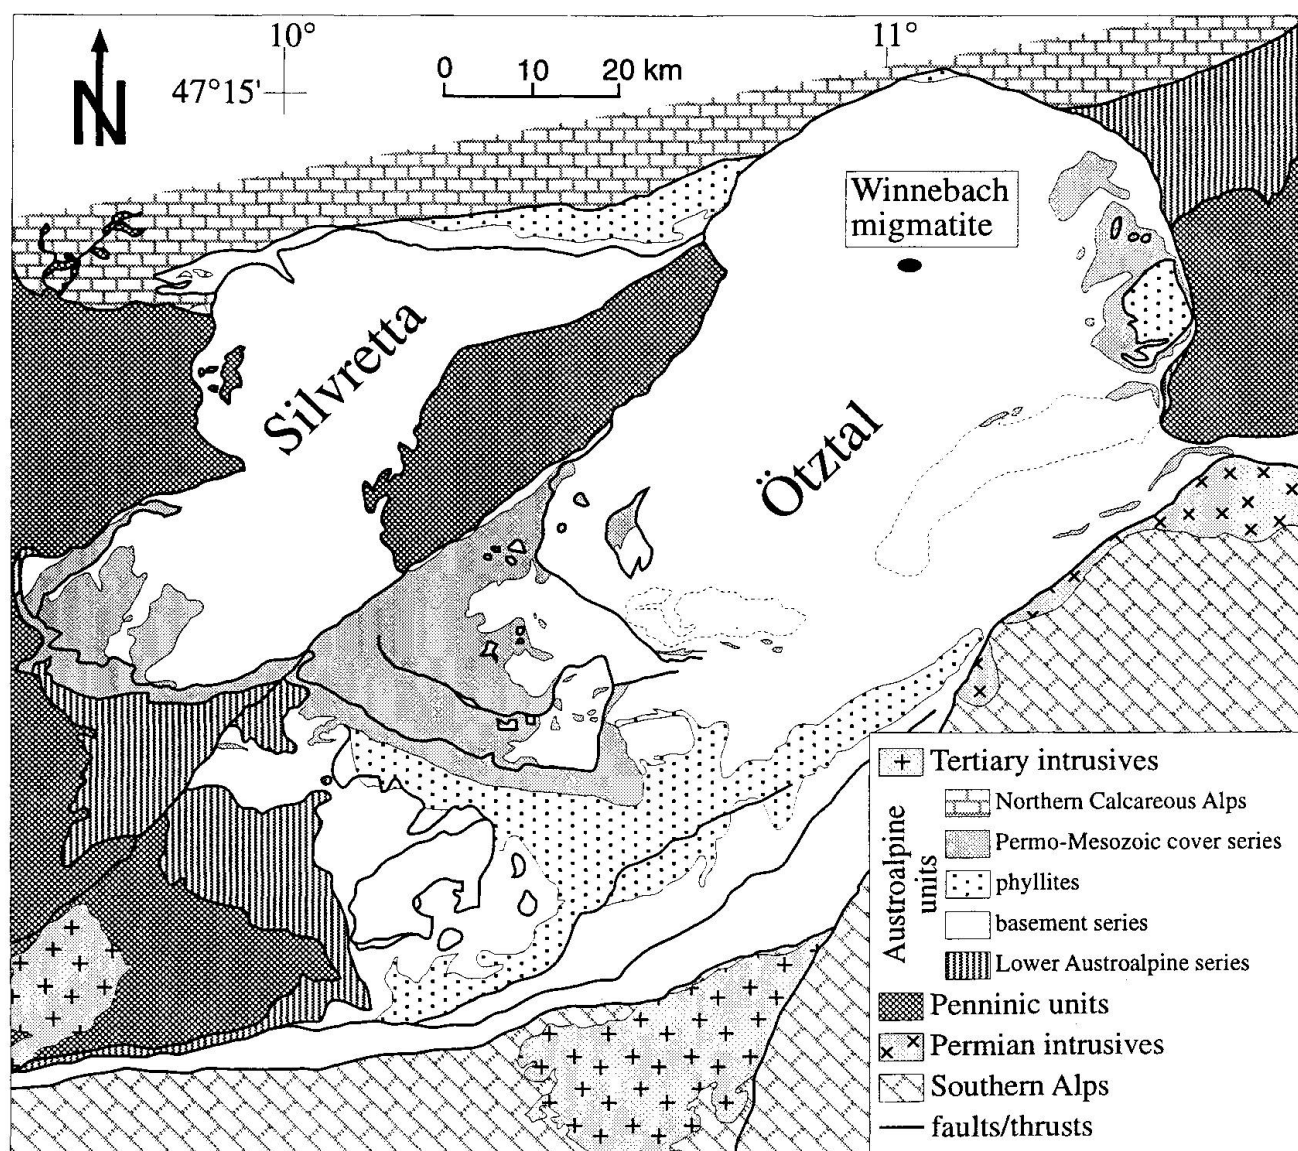 10°
11°
47°15'
N
0 10 20 km
Winnebach
migmatite
Silvretta
Ötztal
Tertiary intrusives
Austroalpine
units
Northern Calcareous Alps
Permo-Mesozoic cover series
phyllites
basement series
Lower Austroalpine series
Penninic units
Permian intrusives
Southern Alps
faults/thrusts